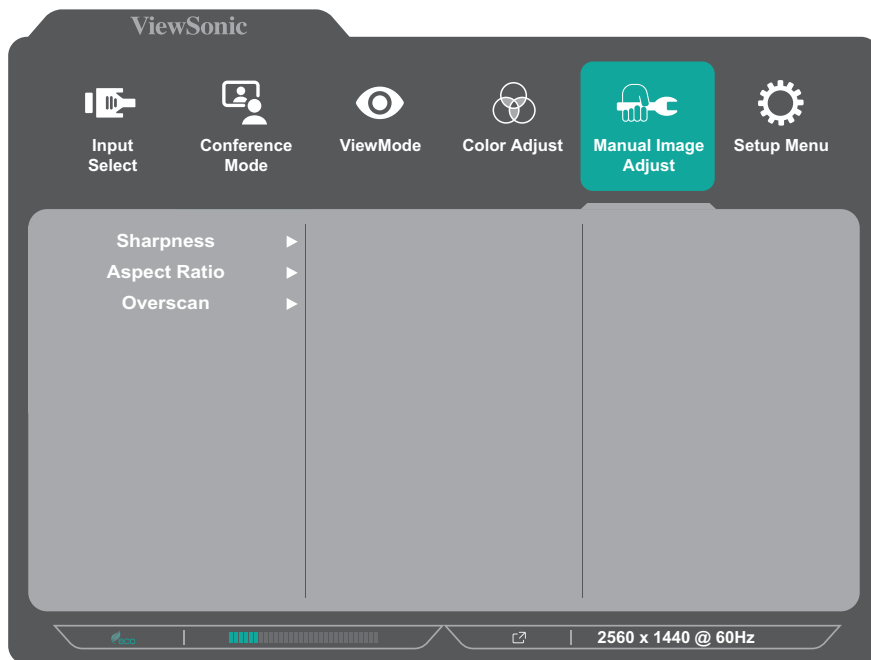 ViewSonic
Input
Select
Conference
Mode
ViewMode
Color Adjust
Manual Image
Adjust
Setup Menu
Sharpness
Aspect Ratio
Overscan
eco
2560 x 1440 @ 60Hz